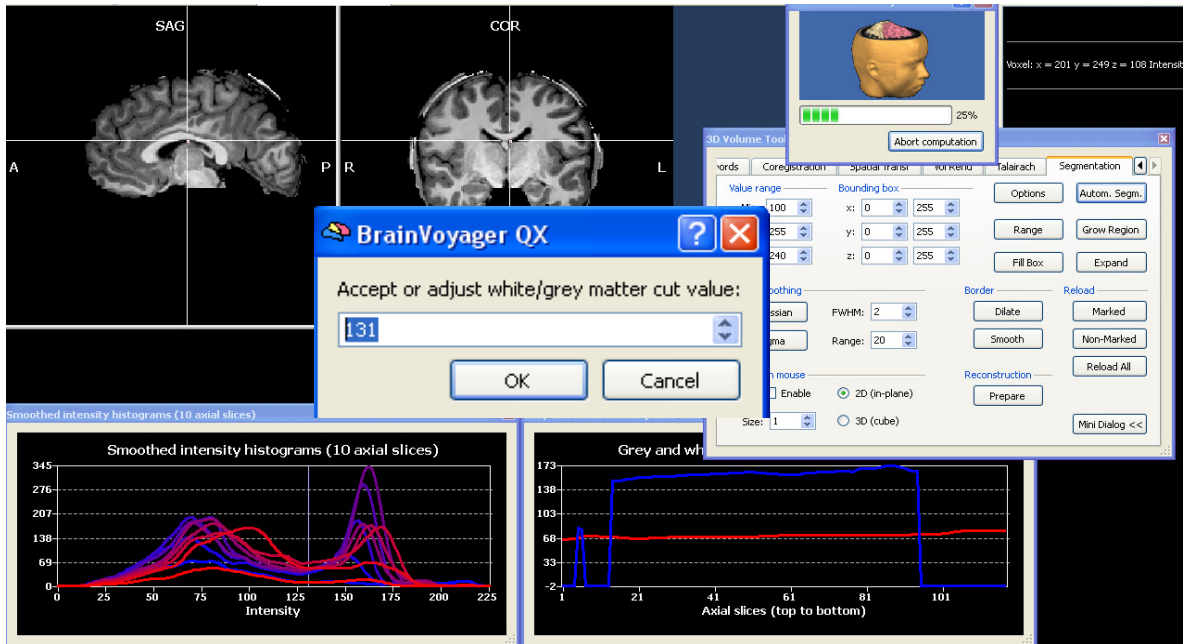 SAG
COR
A
P
R
L
Voxel: x = 201 y = 249 z = 108 Intensit
25%
Abort computation
3D Volume Tool
Coregistration
Spatial Transf
Vol Rend
Talairach
Segmentation
Value range
Bounding box
100
x: 0 255
Options
Autom. Segm.
255
y: 0 255
Range
Grow Region
240
z: 0 255
Fill Box
Expand
BrainVoyager QX
Accept or adjust white/grey matter cut value:
131
OK
Cancel
FWHM: 2
Range: 20
Border
Dilate
Smooth
Reload
Marked
Non-Marked
Reload All
mouse
Enable
2D (in-plane)
Size: 1
3D (cube)
Reconstruction
Prepare
Mini Dialog <<
Smoothed intensity histograms (10 axial slices)
Smoothed intensity histograms (10 axial slices)
345
276
207
138
69
0
0 25 50 75 100 125 150 175 200 225
Intensity
Grey and wh
173
138
103
68
33
-2
1 21 41 61 81 101
Axial slices (top to bottom)